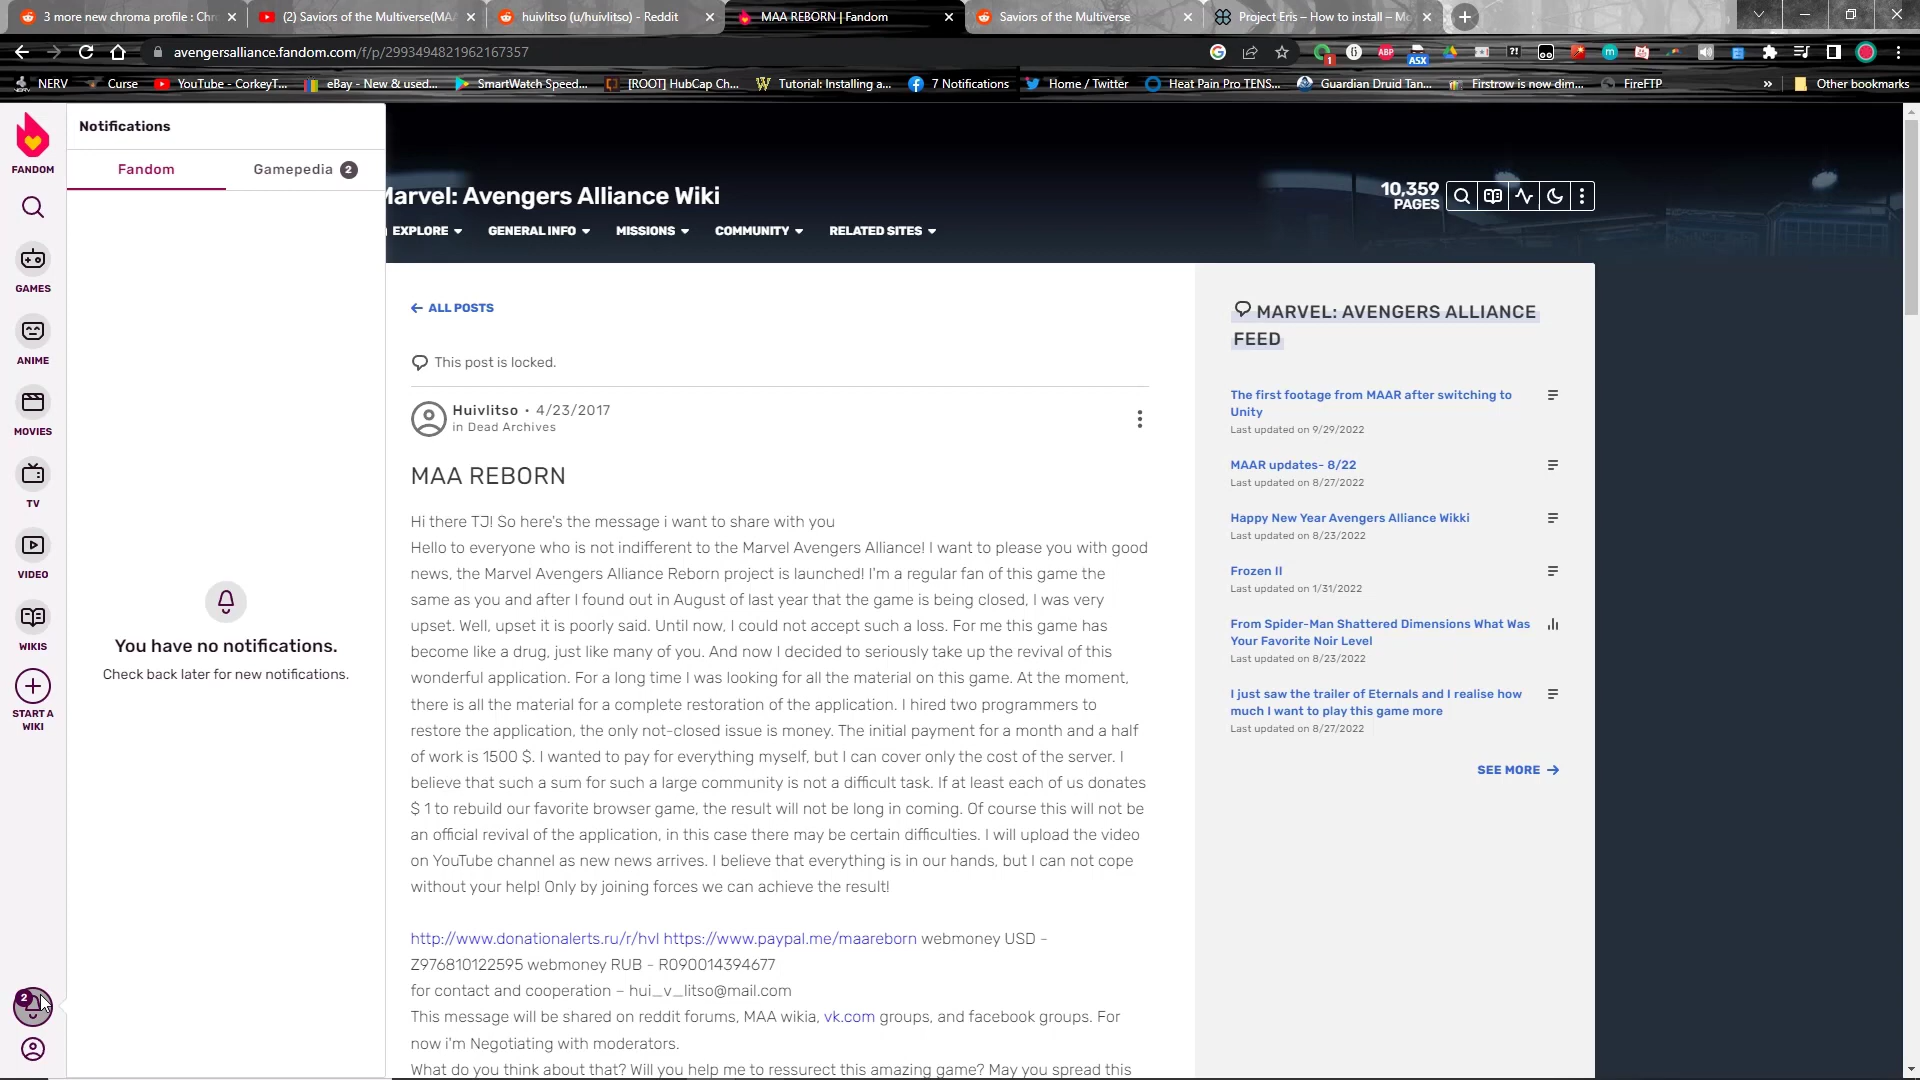 3 more new chroma profile : Chr
(2) Saviors of the Multiverse(MAA
huivlitso (u/huivlitso) - Reddit
MAA REBORN | Fandom
Saviors of the Multiverse
Project Eris – How to install – Mo
avengersalliance.fandom.com/f/p/2993494821962167357
NERV
Curse
YouTube - CorkeyT...
eBay - New & used...
SmartWatch Speed...
[ROOT] HubCap Ch...
Tutorial: Installing a...
7 Notifications
Home / Twitter
Heat Pain Pro TENS...
Guardian Druid Tan...
Firstrow is now dim...
FireFTP
»
Other bookmarks
FANDOM
GAMES
ANIME
MOVIES
TV
VIDEO
WIKIS
START A
WIKI
2
Notifications
Fandom
Gamepedia 2
You have no notifications.
Check back later for new notifications.
Marvel: Avengers Alliance Wiki
10,359
PAGES
EXPLORE
GENERAL INFO
MISSIONS
COMMUNITY
RELATED SITES
ALL POSTS
This post is locked.
Huivlitso • 4/23/2017
in Dead Archives
MAA REBORN
Hi there TJ! So here's the message i want to share with you
Hello to everyone who is not indifferent to the Marvel Avengers Alliance! I want to please you with good
news, the Marvel Avengers Alliance Reborn project is launched! I'm a regular fan of this game the
same as you and after I found out in August of last year that the game is being closed, I was very
upset. Well, upset it is poorly said. Until now, I could not accept such a loss. For me this game has
become like a drug, just like many of you. And now I decided to seriously take up the revival of this
wonderful application. For a long time I was looking for all the material on this game. At the moment,
there is all the material for a complete restoration of the application. I hired two programmers to
restore the application, the only not-closed issue is money. The initial payment for a month and a half
of work is 1500 $. I wanted to pay for everything myself, but I can cover only the cost of the server. I
believe that such a sum for such a large community is not a difficult task. If at least each of us donates
$ 1 to rebuild our favorite browser game, the result will not be long in coming. Of course this will not be
an official revival of the application, in this case there may be certain difficulties. I will upload the video
on YouTube channel as new news arrives. I believe that everything is in our hands, but I can not cope
without your help! Only by joining forces we can achieve the result!
http://www.donationalerts.ru/r/hvl https://www.paypal.me/maareborn webmoney USD -
Z976810122595 webmoney RUB - R090014394677
for contact and cooperation – hui_v_litso@mail.com
This message will be shared on reddit forums, MAA wikia, vk.com groups, and facebook groups. For
now i'm Negotiating with moderators.
What do you think about that? Will you help me to ressurect this amazing game? May you spread this
MARVEL: AVENGERS ALLIANCE
FEED
The first footage from MAAR after switching to
Unity
Last updated on 9/29/2022
MAAR updates- 8/22
Last updated on 8/27/2022
Happy New Year Avengers Alliance Wikki
Last updated on 8/23/2022
Frozen II
Last updated on 1/31/2022
From Spider-Man Shattered Dimensions What Was
Your Favorite Noir Level
Last updated on 8/23/2022
I just saw the trailer of Eternals and I realise how
much I want to play this game more
Last updated on 8/27/2022
SEE MORE